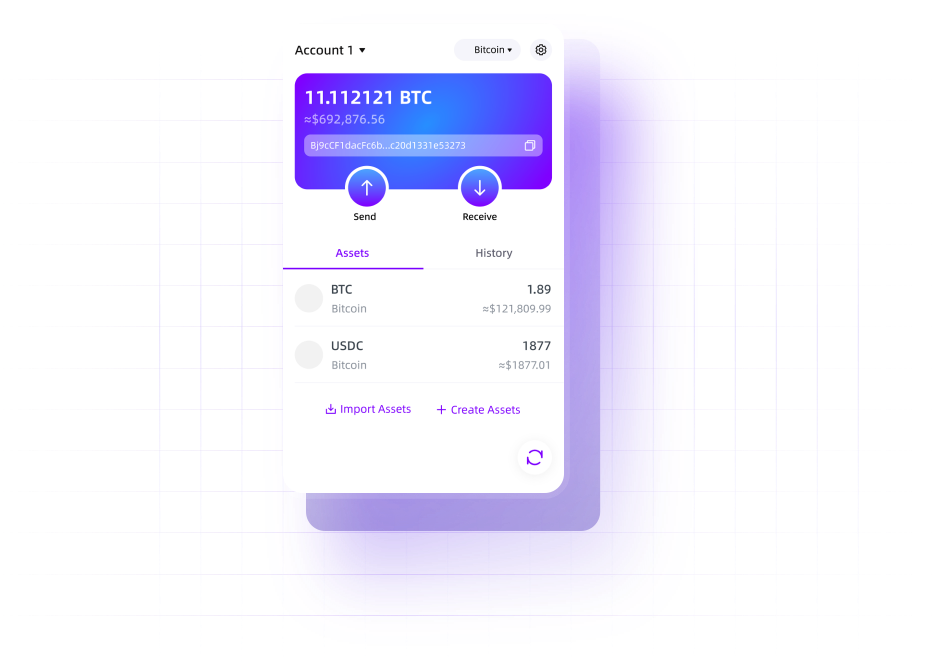 Account 1
Bitcoin
11.112121 BTC
≈$692,876.56
Bj9cCF1dacFc6b...c20d1331e53273
Send
Receive
Assets
History
BTC
1.89
Bitcoin
≈$121,809.99
USDC
1877
Bitcoin
≈$1877.01
Import Assets
Create Assets